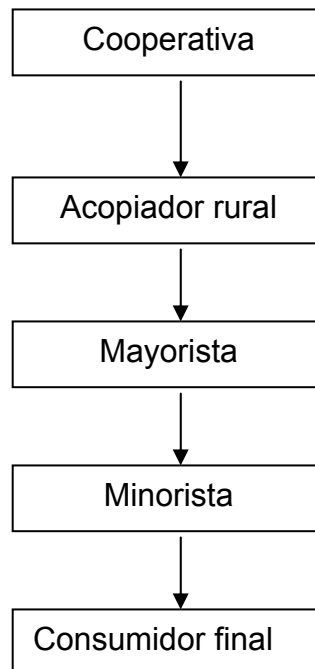 Cooperativa
Acopiador rural
Mayorista
Minorista
Consumidor final